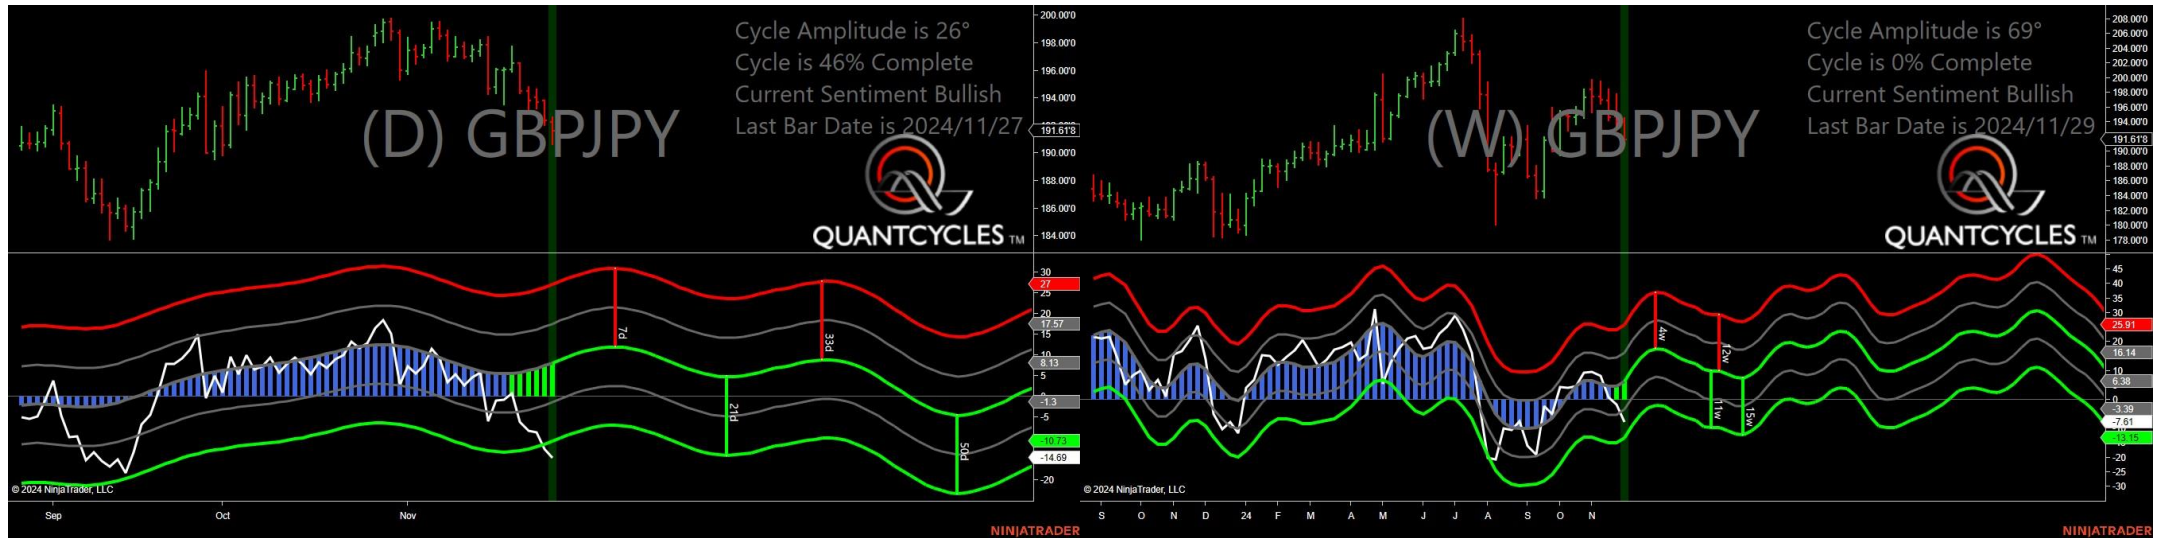 Cycle Amplitude is 26°
Cycle is 46% Complete
Current Sentiment Bullish
Last Bar Date is 2024/11/27
(D) GBPJPY
QUANTCYCLES TM
200.00'0
198.00'0
196.00'0
194.00'0
191.61'8
190.00'0
188.00'0
186.00'0
184.00'0
30
27
25
20
17.57
15
10
8.13
5
-1.3
-5
-10.73
-14.69
-20
7d
33d
21d
50d
© 2024 NinjaTrader, LLC
Sep Oct Nov
NINJATRADER
Cycle Amplitude is 69°
Cycle is 0% Complete
Current Sentiment Bullish
Last Bar Date is 2024/11/29
(W) GBPJPY
QUANTCYCLES TM
208.00'0
206.00'0
204.00'0
202.00'0
200.00'0
198.00'0
196.00'0
194.00'0
191.61'8
190.00'0
188.00'0
186.00'0
184.00'0
182.00'0
180.00'0
178.00'0
45
40
35
30
25.91
20
16.14
10
6.38
0
-3.39
-7.61
-13.15
-20
-30
4w
12w
11w
15w
© 2024 NinjaTrader, LLC
S O N D 24 F M A M J J A S O N
NINJATRADER